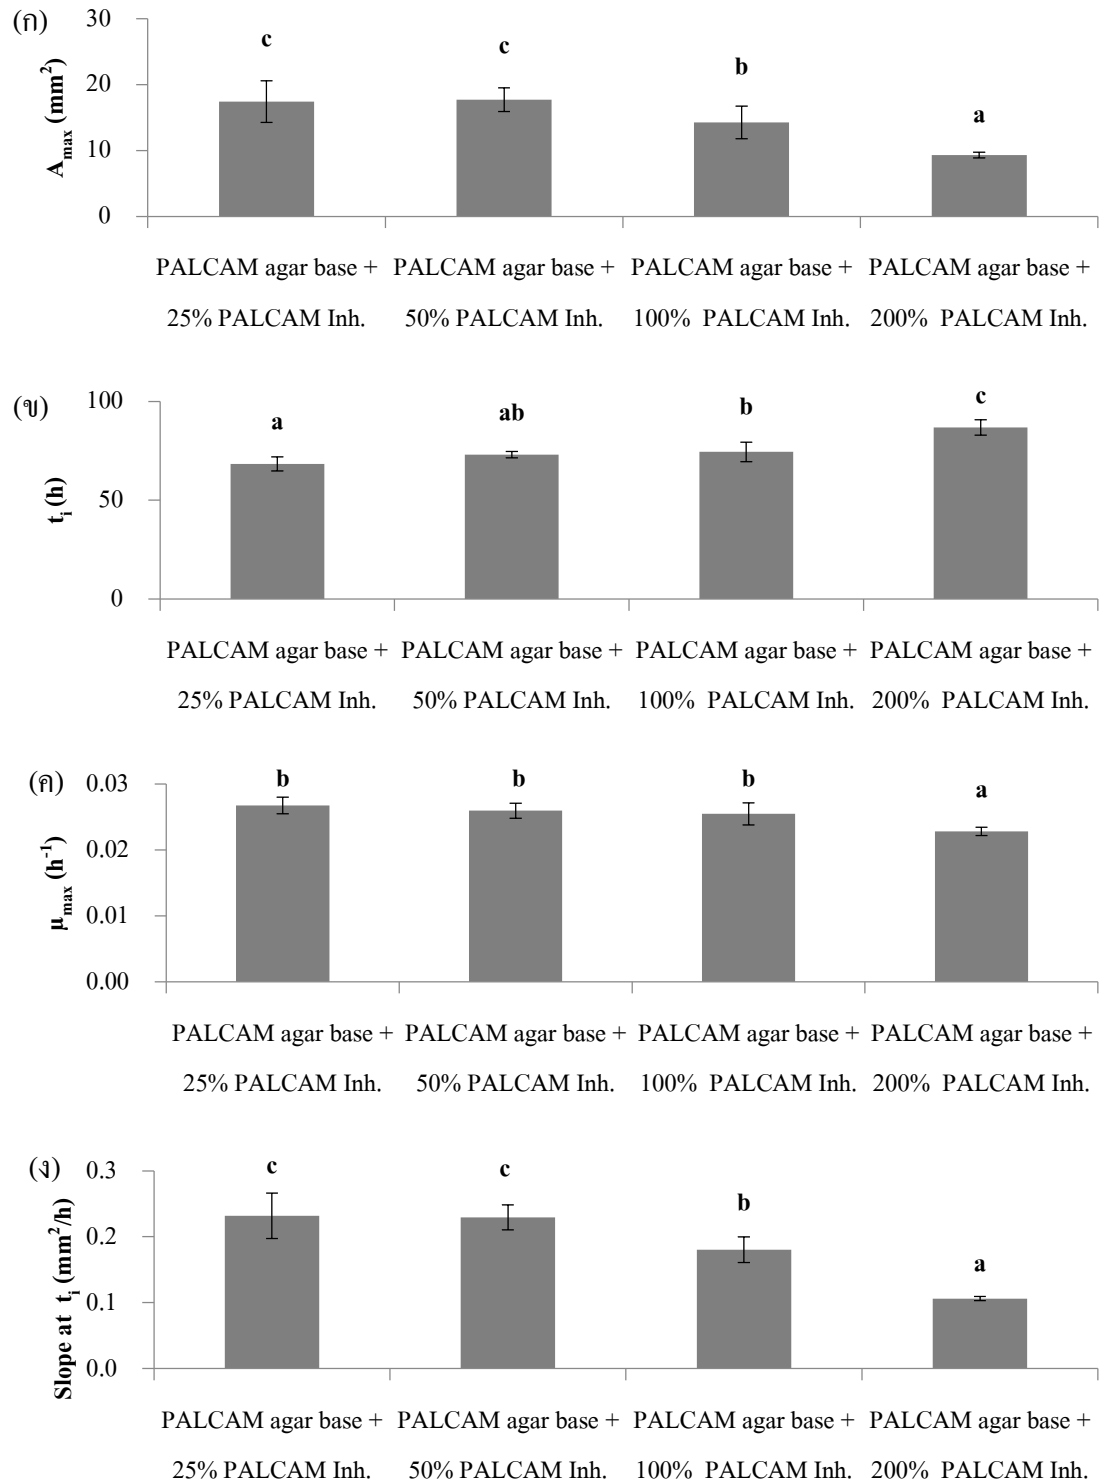 (ก)
A_max (mm²)
30
20
10
0
c c b a
PALCAM agar base + PALCAM agar base + PALCAM agar base + PALCAM agar base +
25% PALCAM Inh. 50% PALCAM Inh. 100% PALCAM Inh. 200% PALCAM Inh.
(ข)
t_i (h)
100
50
0
a ab b c
PALCAM agar base + PALCAM agar base + PALCAM agar base + PALCAM agar base +
25% PALCAM Inh. 50% PALCAM Inh. 100% PALCAM Inh. 200% PALCAM Inh.
(ค)
μ_max (h⁻¹)
0.03
0.02
0.01
0.00
b b b a
PALCAM agar base + PALCAM agar base + PALCAM agar base + PALCAM agar base +
25% PALCAM Inh. 50% PALCAM Inh. 100% PALCAM Inh. 200% PALCAM Inh.
(ง)
Slope at t_i (mm²/h)
0.3
0.2
0.1
0.0
c c b a
PALCAM agar base + PALCAM agar base + PALCAM agar base + PALCAM agar base +
25% PALCAM Inh. 50% PALCAM Inh. 100% PALCAM Inh. 200% PALCAM Inh.